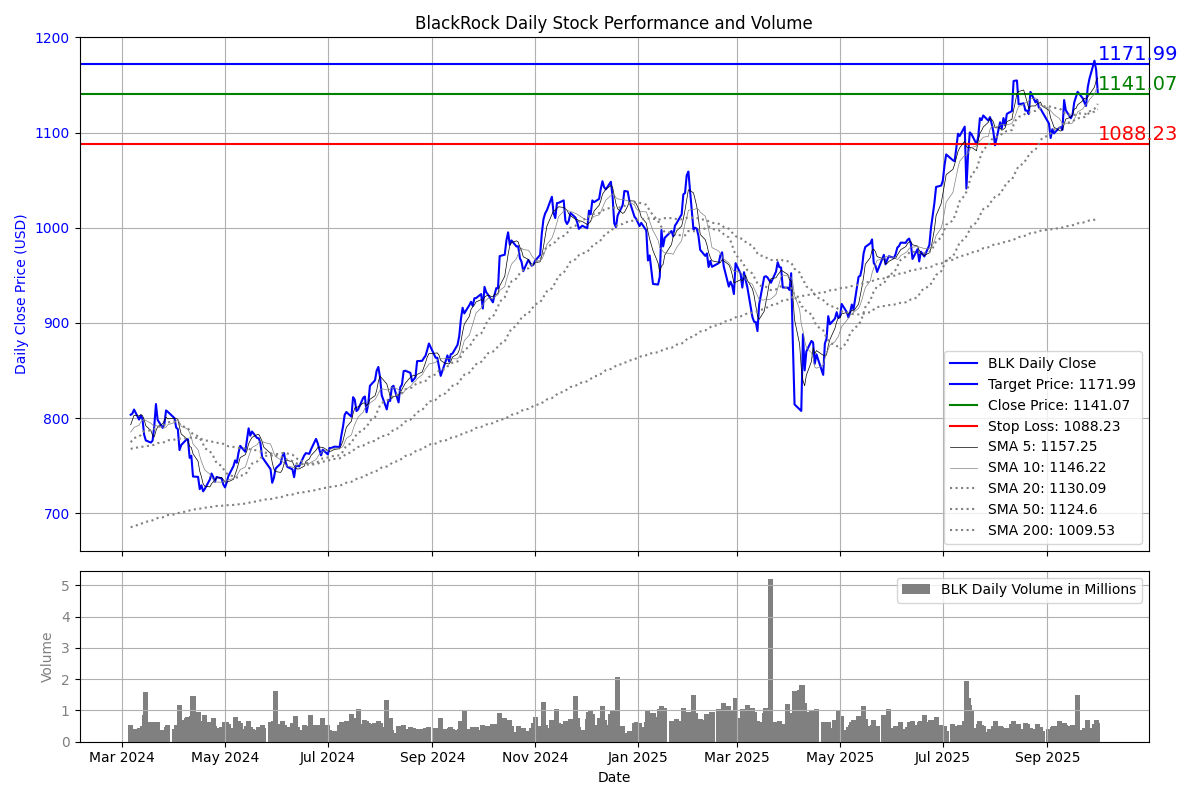 BlackRock Daily Stock Performance and Volume
1200
1171.99
1141.07
1100
1088.23
1000
900
800
700
Daily Close Price (USD)
BLK Daily Close
Target Price: 1171.99
Close Price: 1141.07
Stop Loss: 1088.23
SMA 5: 1157.25
SMA 10: 1146.22
SMA 20: 1130.09
SMA 50: 1124.6
SMA 200: 1009.53
5
4
3
2
1
0
Volume
BLK Daily Volume in Millions
Mar 2024
May 2024
Jul 2024
Sep 2024
Nov 2024
Jan 2025
Mar 2025
May 2025
Jul 2025
Sep 2025
Date